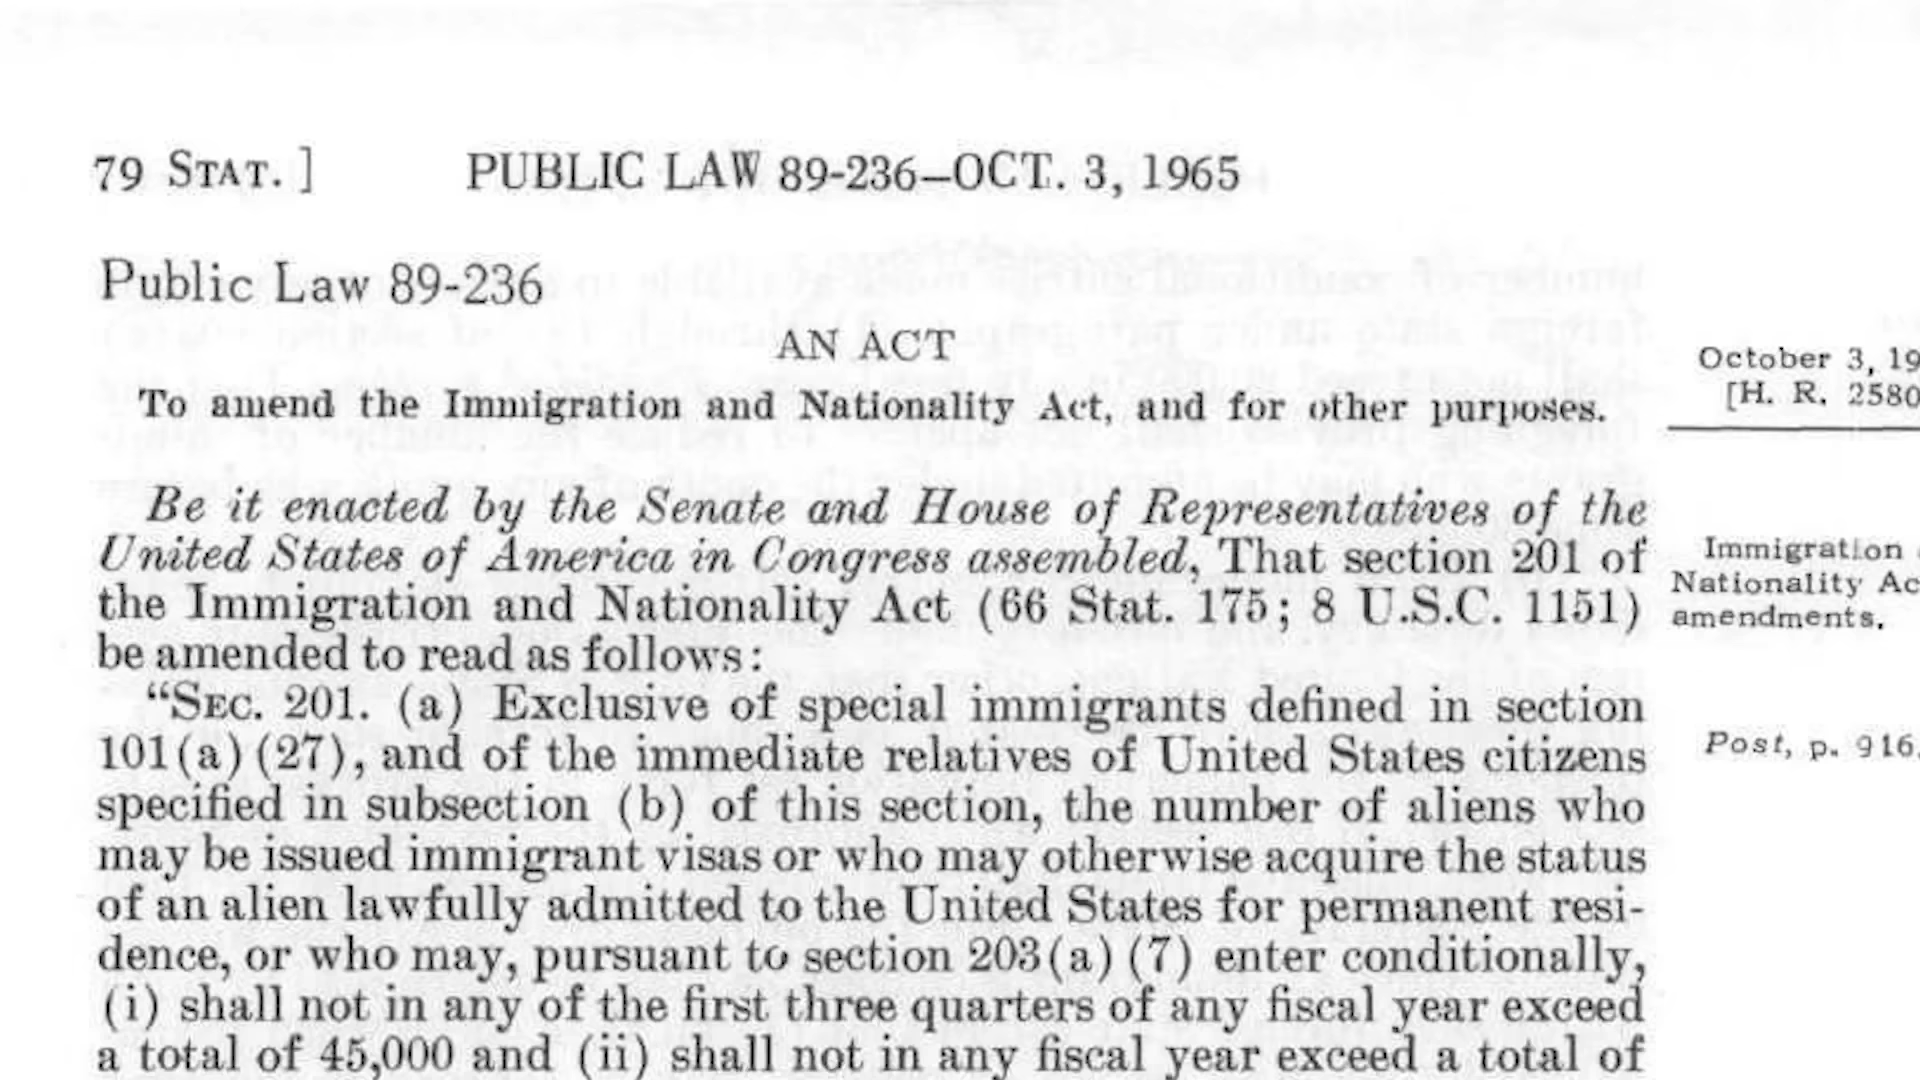 79 STAT. ] PUBLIC LAW 89-236–OCT. 3, 1965
Public Law 89-236
AN ACT
To amend the Immigration and Nationality Act, and for other purposes.
October 3, 19
[H. R. 2580
Be it enacted by the Senate and House of Representatives of the
United States of America in Congress assembled, That section 201 of
the Immigration and Nationality Act (66 Stat. 175; 8 U.S.C. 1151)
be amended to read as follows:
Immigration
Nationality Ac
amendments.
“SEC. 201. (a) Exclusive of special immigrants defined in section
101(a)(27), and of the immediate relatives of United States citizens
specified in subsection (b) of this section, the number of aliens who
may be issued immigrant visas or who may otherwise acquire the status
of an alien lawfully admitted to the United States for permanent resi-
dence, or who may, pursuant to section 203(a)(7) enter conditionally,
(i) shall not in any of the first three quarters of any fiscal year exceed
a total of 45,000 and (ii) shall not in any fiscal year exceed a total of
Post, p. 916.